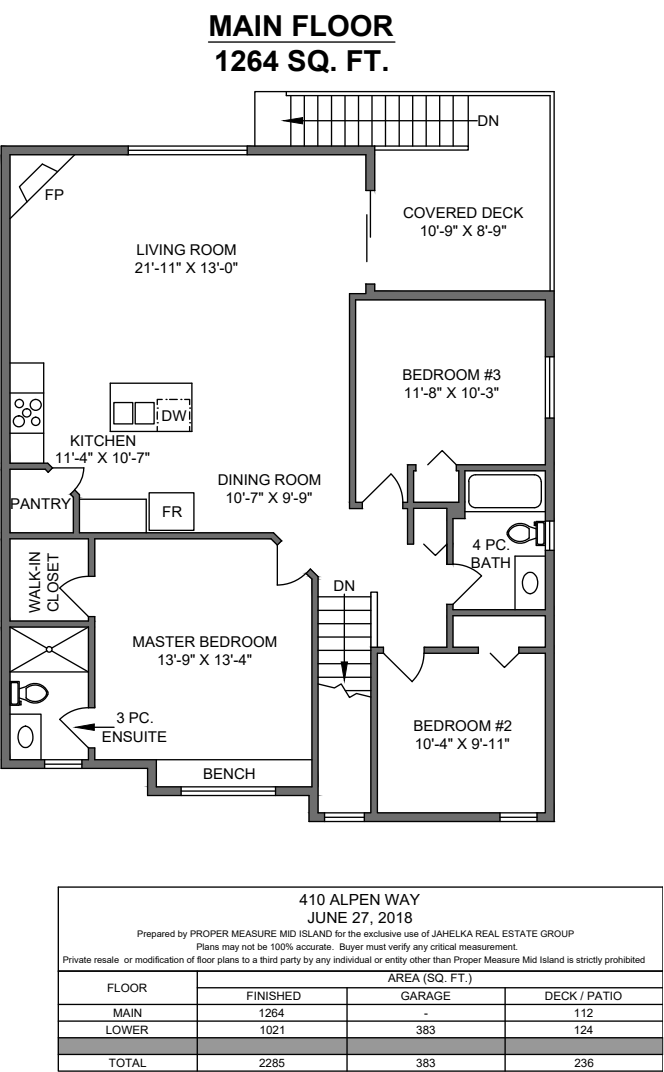 MAIN FLOOR
1264 SQ. FT.
DN
FP
COVERED DECK
10'-9" X 8'-9"
LIVING ROOM
21'-11" X 13'-0"
BEDROOM #3
11'-8" X 10'-3"
DW
KITCHEN
11'-4" X 10'-7"
DINING ROOM
10'-7" X 9'-9"
PANTRY
FR
4 PC.
BATH
WALK-IN
CLOSET
DN
MASTER BEDROOM
13'-9" X 13'-4"
3 PC.
ENSUITE
BEDROOM #2
10'-4" X 9'-11"
BENCH
410 ALPEN WAY
JUNE 27, 2018
Prepared by PROPER MEASURE MID ISLAND for the exclusive use of JAHELKA REAL ESTATE GROUP
Plans may not be 100% accurate. Buyer must verify any critical measurement.
Private resale or modification of floor plans to a third party by any individual or entity other than Proper Measure Mid Island is strictly prohibited
FLOOR
AREA (SQ. FT.)
FINISHED GARAGE DECK / PATIO
MAIN 1264 - 112
LOWER 1021 383 124
TOTAL 2285 383 236